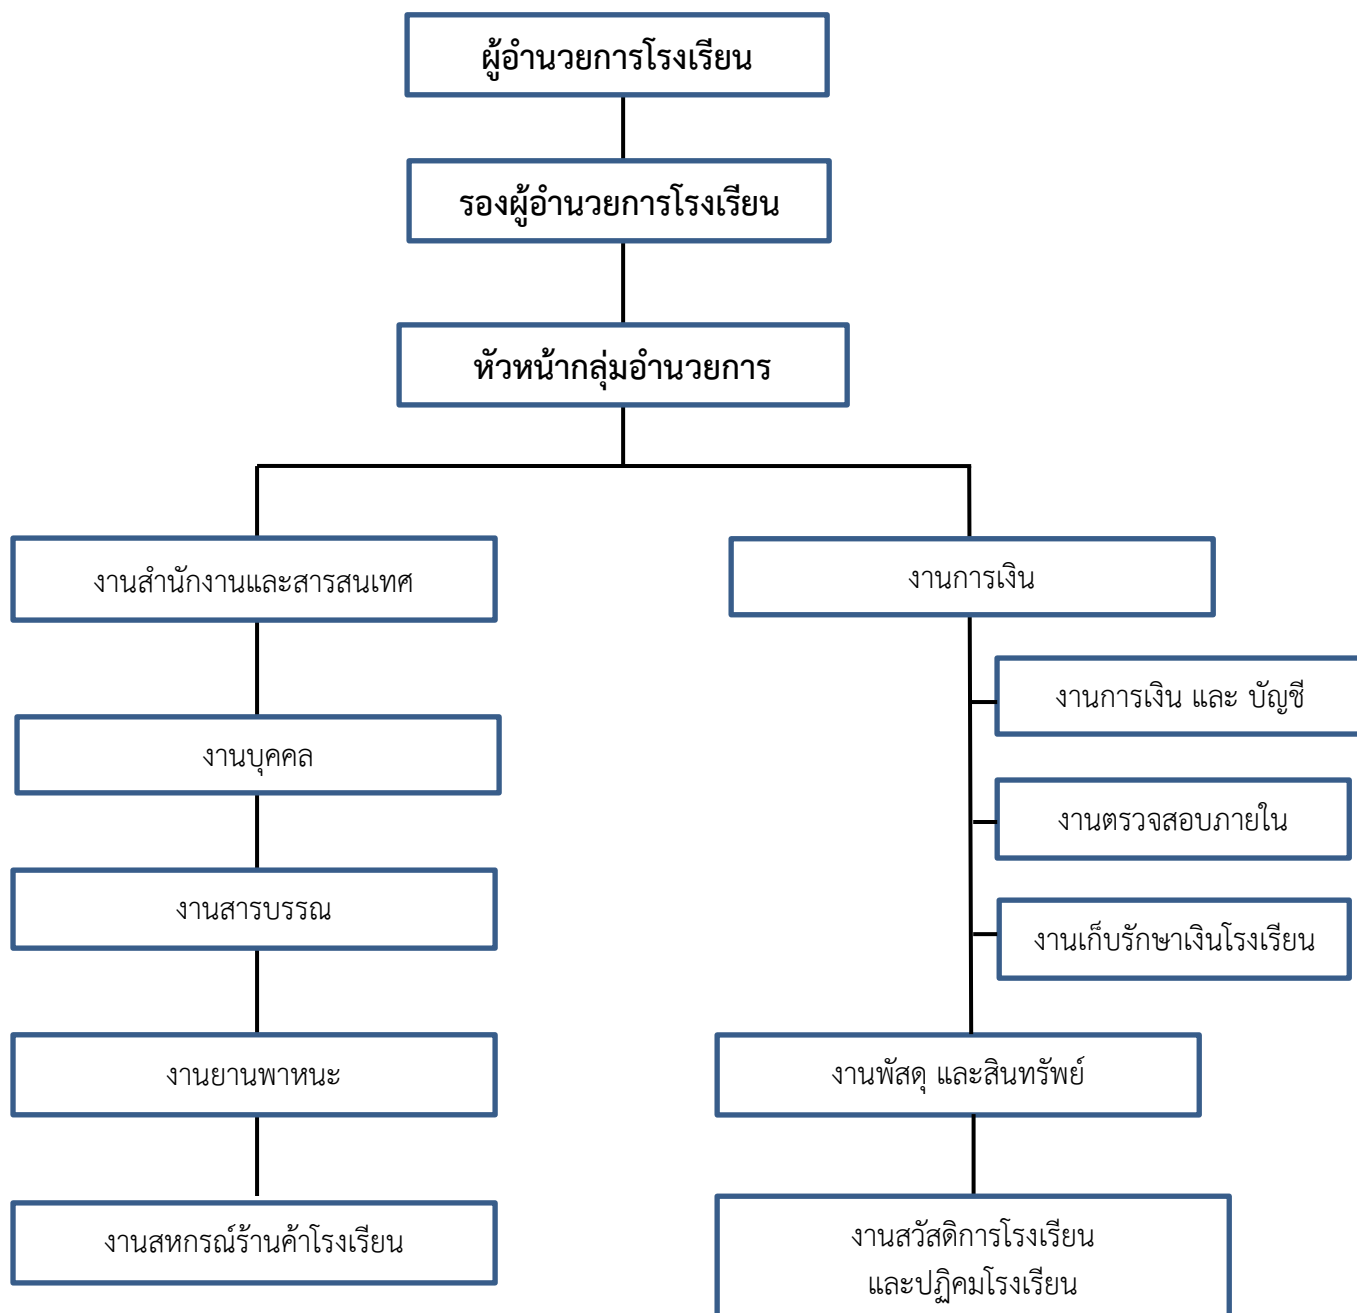 ผู้อำนวยการโรงเรียน
รองผู้อำนวยการโรงเรียน
หัวหน้ากลุ่มอำนวยการ
งานสำนักงานและสารสนเทศ
งานบุคคล
งานสารบรรณ
งานยานพาหนะ
งานสหกรณ์ร้านค้าโรงเรียน
งานการเงิน
งานการเงิน และ บัญชี
งานตรวจสอบภายใน
งานเก็บรักษาเงินโรงเรียน
งานพัสดุ และสินทรัพย์
งานสวัสดิการโรงเรียน
และปฏิคมโรงเรียน